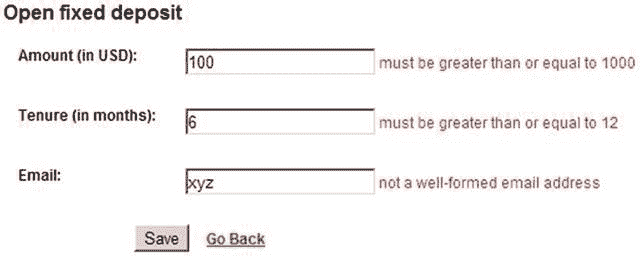 Open fixed deposit
Amount (in USD): 100 must be greater than or equal to 1000
Tenure (in months): 6 must be greater than or equal to 12
Email: xyz not a well-formed email address
Save Go Back